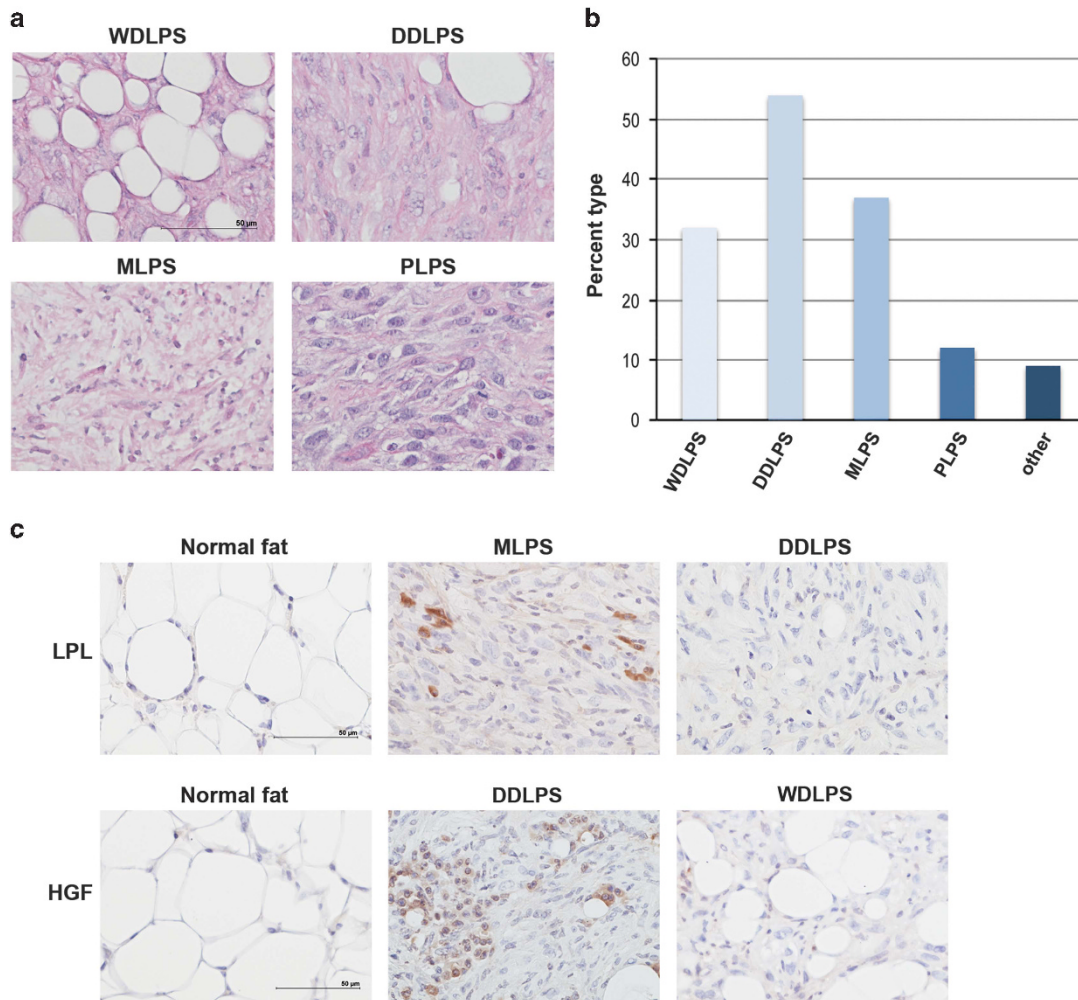 a
WDLPS
DDLPS
50 µm
MLPS
PLPS
b
Percent type
60
50
40
30
20
10
0
WDLPS
DDLPS
MLPS
PLPS
other
c
Normal fat
MLPS
DDLPS
LPL
50 µm
Normal fat
DDLPS
WDLPS
HGF
50 µm